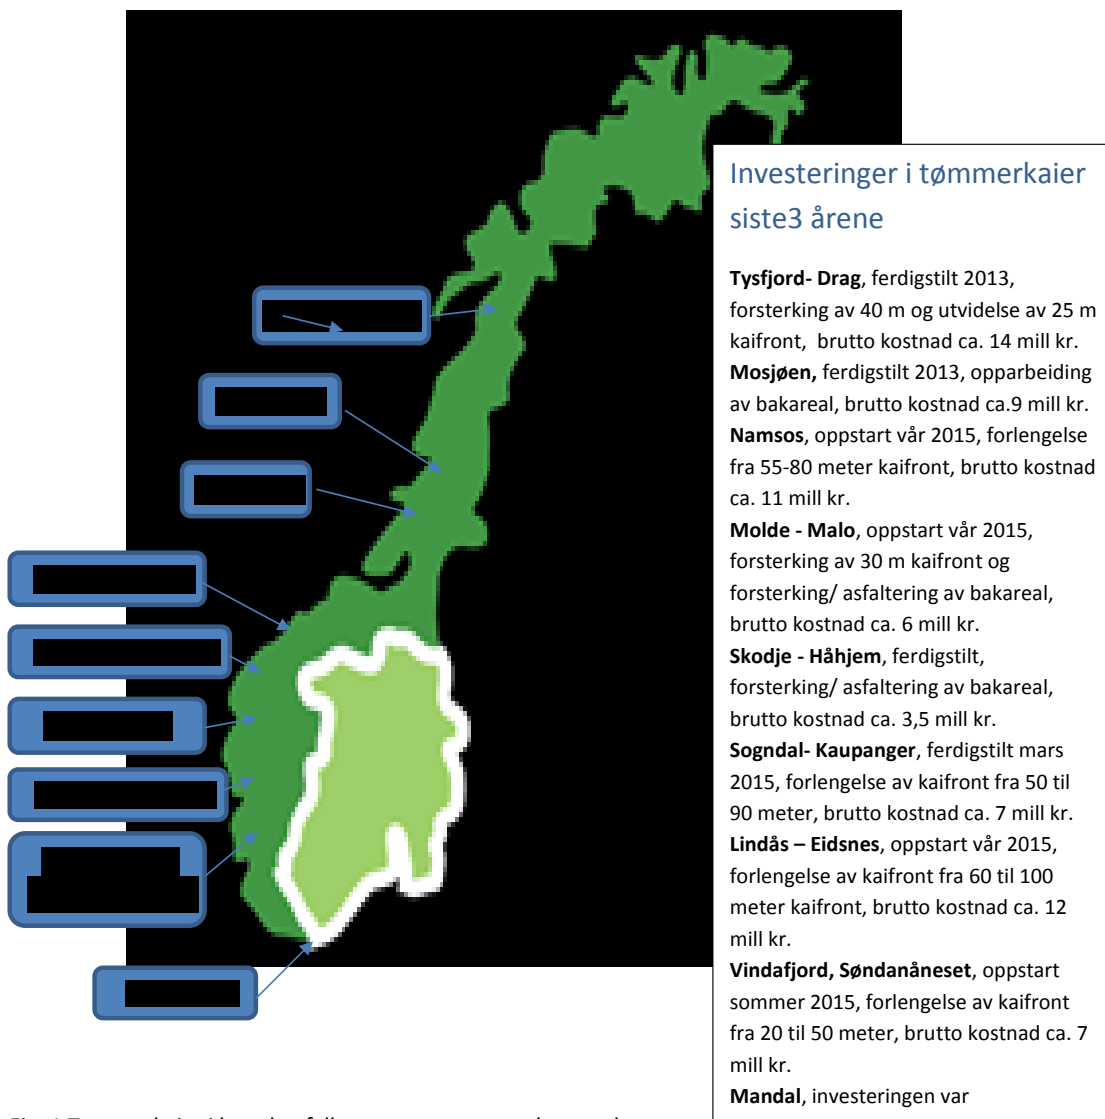 Investeringer i tømmerkaier
siste3 årene
Tysfjord- Drag, ferdigstilt 2013,
forsterking av 40 m og utvidelse av 25 m
kaifront,  brutto kostnad ca. 14 mill kr.
Mosjøen, ferdigstilt 2013, opparbeiding
av bakareal, brutto kostnad ca.9 mill kr.
Namsos, oppstart vår 2015, forlengelse
fra 55-80 meter kaifront, brutto kostnad
ca. 11 mill kr.
Molde - Malo, oppstart vår 2015,
forsterking av 30 m kaifront og
forsterking/ asfaltering av bakareal,
brutto kostnad ca. 6 mill kr.
Skodje - Håhjem, ferdigstilt,
forsterking/ asfaltering av bakareal,
brutto kostnad ca. 3,5 mill kr.
Sogndal- Kaupanger, ferdigstilt mars
2015, forlengelse av kaifront fra 50 til
90 meter, brutto kostnad ca. 7 mill kr.
Lindås – Eidsnes, oppstart vår 2015,
forlengelse av kaifront fra 60 til 100
meter kaifront, brutto kostnad ca. 12
mill kr.
Vindafjord, Søndanåneset, oppstart
sommer 2015, forlengelse av kaifront
fra 20 til 50 meter, brutto kostnad ca. 7
mill kr.
Mandal, investeringen var